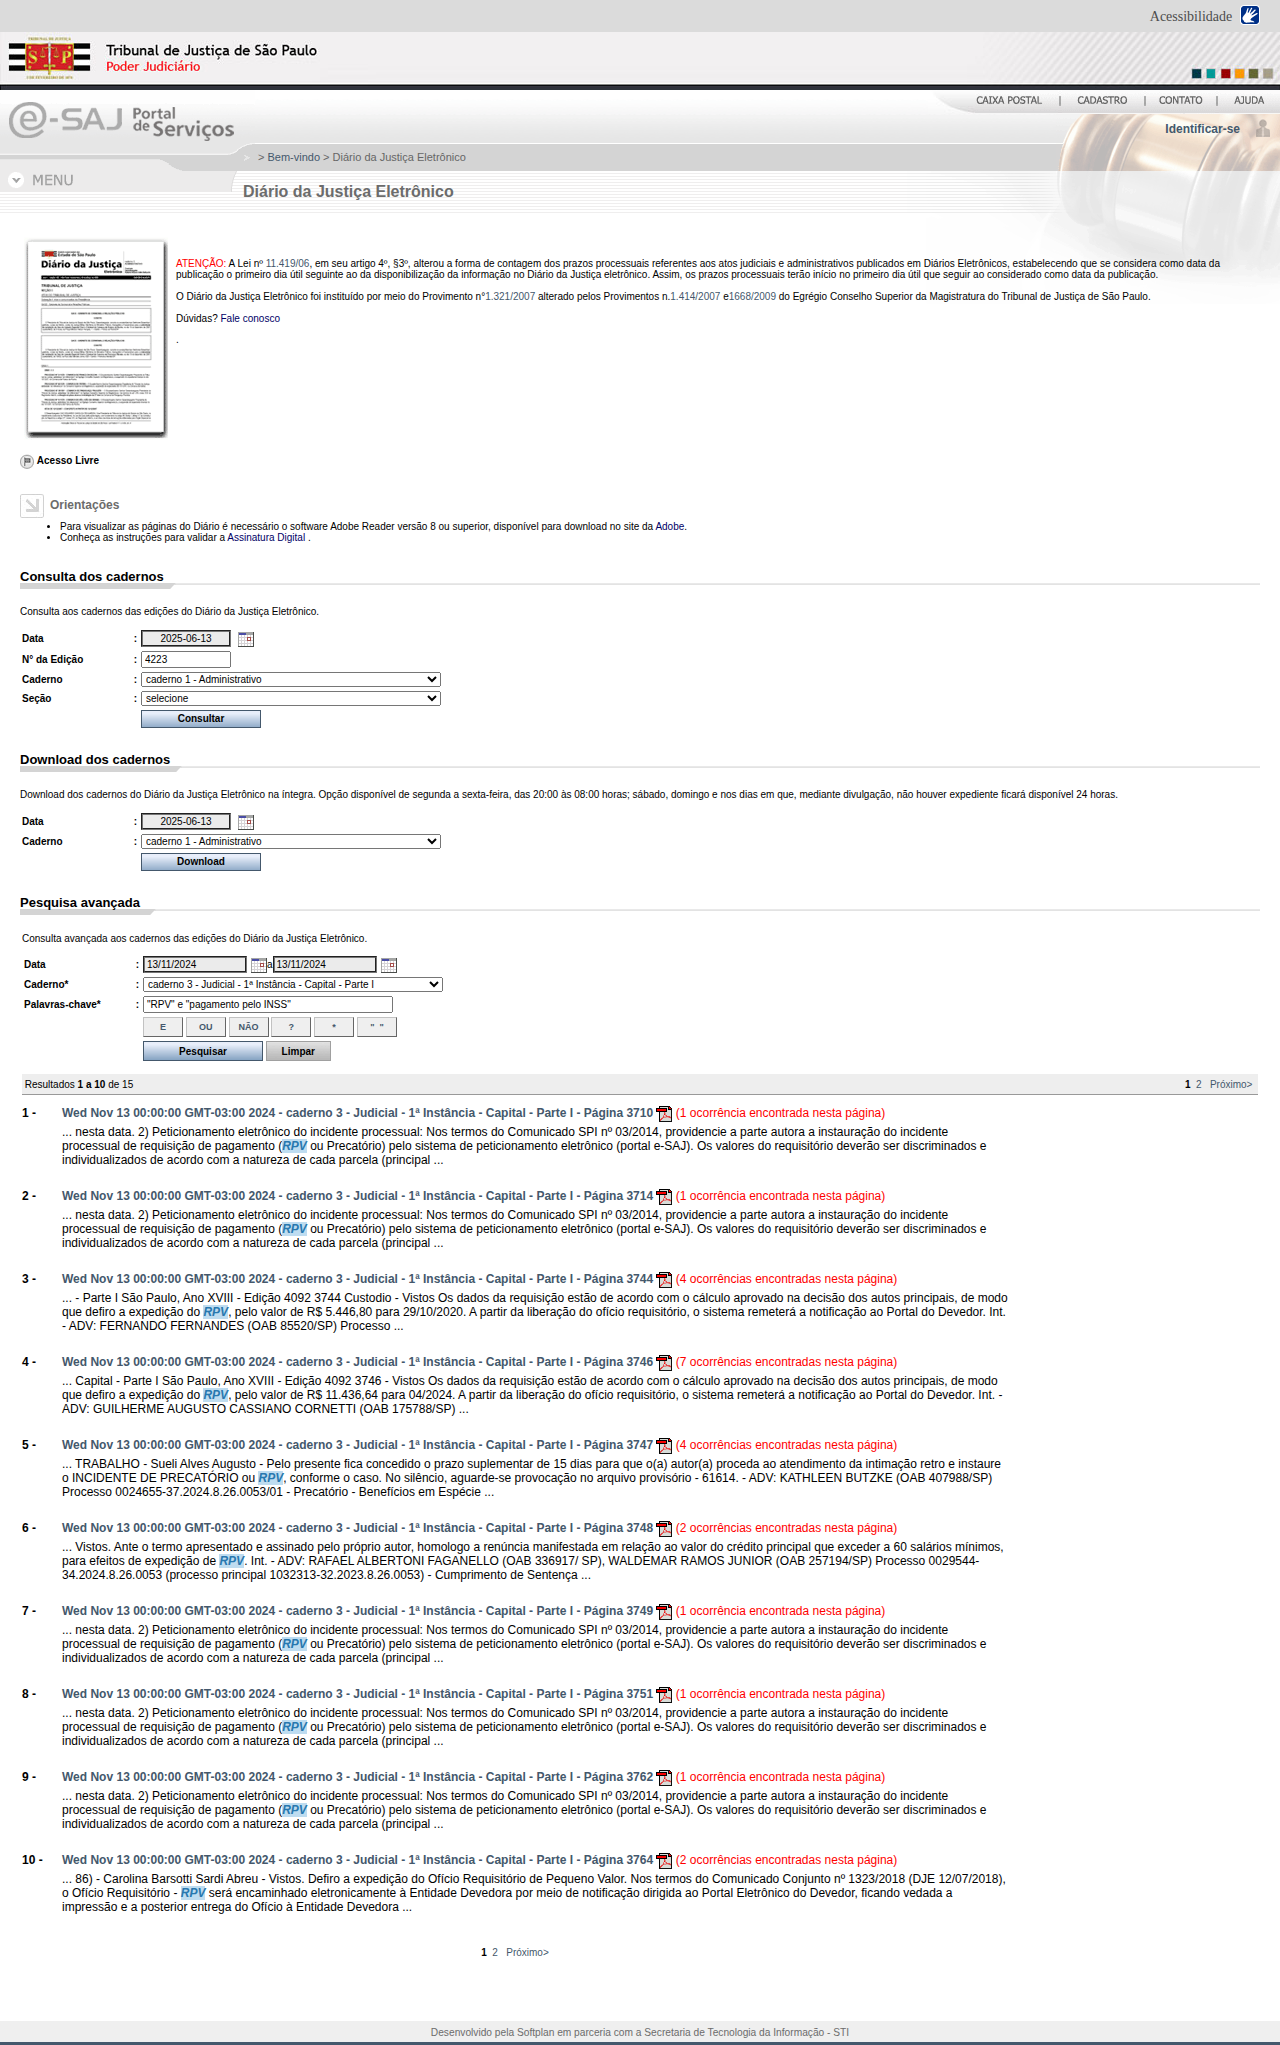 Acessibilidade
Tribunal de Justiça de São Paulo
Poder Judiciário
CAIXA POSTAL | CADASTRO | CONTATO | AJUDA
e-SAJ Portal de Serviços
Identificar-se
> Bem-vindo > Diário da Justiça Eletrônico
MENU
Diário da Justiça Eletrônico
Diário da Justiça
ATENÇÃO: A Lei nº 11.419/06, em seu artigo 4º, §3º, alterou a forma de contagem dos prazos processuais referentes aos atos judiciais e administrativos publicados em Diários Eletrônicos, estabelecendo que se considera como data da
publicação o primeiro dia útil seguinte ao da disponibilização da informação no Diário da Justiça eletrônico. Assim, os prazos processuais terão início no primeiro dia útil que seguir ao considerado como data da publicação.
O Diário da Justiça Eletrônico foi instituído por meio do Provimento n°1.321/2007 alterado pelos Provimentos n.1.414/2007 e1668/2009 do Egrégio Conselho Superior da Magistratura do Tribunal de Justiça de São Paulo.
Dúvidas? Fale conosco
.
Acesso Livre
Orientações
• Para visualizar as páginas do Diário é necessário o software Adobe Reader versão 8 ou superior, disponível para download no site da Adobe.
• Conheça as instruções para validar a Assinatura Digital .
Consulta dos cadernos
Consulta aos cadernos das edições do Diário da Justiça Eletrônico.
Data : 2025-06-13
N° da Edição : 4223
Caderno : caderno 1 - Administrativo
Seção : selecione
Consultar
Download dos cadernos
Download dos cadernos do Diário da Justiça Eletrônico na íntegra. Opção disponível de segunda a sexta-feira, das 20:00 às 08:00 horas; sábado, domingo e nos dias em que, mediante divulgação, não houver expediente ficará disponível 24 horas.
Data : 2025-06-13
Caderno : caderno 1 - Administrativo
Download
Pesquisa avançada
Consulta avançada aos cadernos das edições do Diário da Justiça Eletrônico.
Data : 13/11/2024 a 13/11/2024
Caderno* : caderno 3 - Judicial - 1ª Instância - Capital - Parte I
Palavras-chave* : "RPV" e "pagamento pelo INSS"
E OU NÃO ? * " "
Pesquisar Limpar
Resultados 1 a 10 de 15 1 2 Próximo>
1 - Wed Nov 13 00:00:00 GMT-03:00 2024 - caderno 3 - Judicial - 1ª Instância - Capital - Parte I - Página 3710 (1 ocorrência encontrada nesta página)
... nesta data. 2) Peticionamento eletrônico do incidente processual: Nos termos do Comunicado SPI nº 03/2014, providencie a parte autora a instauração do incidente
processual de requisição de pagamento (RPV ou Precatório) pelo sistema de peticionamento eletrônico (portal e-SAJ). Os valores do requisitório deverão ser discriminados e
individualizados de acordo com a natureza de cada parcela (principal ...
2 - Wed Nov 13 00:00:00 GMT-03:00 2024 - caderno 3 - Judicial - 1ª Instância - Capital - Parte I - Página 3714 (1 ocorrência encontrada nesta página)
... nesta data. 2) Peticionamento eletrônico do incidente processual: Nos termos do Comunicado SPI nº 03/2014, providencie a parte autora a instauração do incidente
processual de requisição de pagamento (RPV ou Precatório) pelo sistema de peticionamento eletrônico (portal e-SAJ). Os valores do requisitório deverão ser discriminados e
individualizados de acordo com a natureza de cada parcela (principal ...
3 - Wed Nov 13 00:00:00 GMT-03:00 2024 - caderno 3 - Judicial - 1ª Instância - Capital - Parte I - Página 3744 (4 ocorrências encontradas nesta página)
... - Parte I São Paulo, Ano XVIII - Edição 4092 3744 Custodio - Vistos Os dados da requisição estão de acordo com o cálculo aprovado na decisão dos autos principais, de modo
que defiro a expedição do RPV, pelo valor de R$ 5.446,80 para 29/10/2020. A partir da liberação do ofício requisitório, o sistema remeterá a notificação ao Portal do Devedor. Int.
- ADV: FERNANDO FERNANDES (OAB 85520/SP) Processo ...
4 - Wed Nov 13 00:00:00 GMT-03:00 2024 - caderno 3 - Judicial - 1ª Instância - Capital - Parte I - Página 3746 (7 ocorrências encontradas nesta página)
... Capital - Parte I São Paulo, Ano XVIII - Edição 4092 3746 - Vistos Os dados da requisição estão de acordo com o cálculo aprovado na decisão dos autos principais, de modo
que defiro a expedição do RPV, pelo valor de R$ 11.436,64 para 04/2024. A partir da liberação do ofício requisitório, o sistema remeterá a notificação ao Portal do Devedor. Int. -
ADV: GUILHERME AUGUSTO CASSIANO CORNETTI (OAB 175788/SP) ...
5 - Wed Nov 13 00:00:00 GMT-03:00 2024 - caderno 3 - Judicial - 1ª Instância - Capital - Parte I - Página 3747 (4 ocorrências encontradas nesta página)
... TRABALHO - Sueli Alves Augusto - Pelo presente fica concedido o prazo suplementar de 15 dias para que o(a) autor(a) proceda ao atendimento da intimação retro e instaure
o INCIDENTE DE PRECATÓRIO ou RPV, conforme o caso. No silêncio, aguarde-se provocação no arquivo provisório - 61614. - ADV: KATHLEEN BUTZKE (OAB 407988/SP)
Processo 0024655-37.2024.8.26.0053/01 - Precatório - Benefícios em Espécie ...
6 - Wed Nov 13 00:00:00 GMT-03:00 2024 - caderno 3 - Judicial - 1ª Instância - Capital - Parte I - Página 3748 (2 ocorrências encontradas nesta página)
... Vistos. Ante o termo apresentado e assinado pelo próprio autor, homologo a renúncia manifestada em relação ao valor do crédito principal que exceder a 60 salários mínimos,
para efeitos de expedição de RPV. Int. - ADV: RAFAEL ALBERTONI FAGANELLO (OAB 336917/ SP), WALDEMAR RAMOS JUNIOR (OAB 257194/SP) Processo 0029544-
34.2024.8.26.0053 (processo principal 1032313-32.2023.8.26.0053) - Cumprimento de Sentença ...
7 - Wed Nov 13 00:00:00 GMT-03:00 2024 - caderno 3 - Judicial - 1ª Instância - Capital - Parte I - Página 3749 (1 ocorrência encontrada nesta página)
... nesta data. 2) Peticionamento eletrônico do incidente processual: Nos termos do Comunicado SPI nº 03/2014, providencie a parte autora a instauração do incidente
processual de requisição de pagamento (RPV ou Precatório) pelo sistema de peticionamento eletrônico (portal e-SAJ). Os valores do requisitório deverão ser discriminados e
individualizados de acordo com a natureza de cada parcela (principal ...
8 - Wed Nov 13 00:00:00 GMT-03:00 2024 - caderno 3 - Judicial - 1ª Instância - Capital - Parte I - Página 3751 (1 ocorrência encontrada nesta página)
... nesta data. 2) Peticionamento eletrônico do incidente processual: Nos termos do Comunicado SPI nº 03/2014, providencie a parte autora a instauração do incidente
processual de requisição de pagamento (RPV ou Precatório) pelo sistema de peticionamento eletrônico (portal e-SAJ). Os valores do requisitório deverão ser discriminados e
individualizados de acordo com a natureza de cada parcela (principal ...
9 - Wed Nov 13 00:00:00 GMT-03:00 2024 - caderno 3 - Judicial - 1ª Instância - Capital - Parte I - Página 3762 (1 ocorrência encontrada nesta página)
... nesta data. 2) Peticionamento eletrônico do incidente processual: Nos termos do Comunicado SPI nº 03/2014, providencie a parte autora a instauração do incidente
processual de requisição de pagamento (RPV ou Precatório) pelo sistema de peticionamento eletrônico (portal e-SAJ). Os valores do requisitório deverão ser discriminados e
individualizados de acordo com a natureza de cada parcela (principal ...
10 - Wed Nov 13 00:00:00 GMT-03:00 2024 - caderno 3 - Judicial - 1ª Instância - Capital - Parte I - Página 3764 (2 ocorrências encontradas nesta página)
... 86) - Carolina Barsotti Sardi Abreu - Vistos. Defiro a expedição do Ofício Requisitório de Pequeno Valor. Nos termos do Comunicado Conjunto nº 1323/2018 (DJE 12/07/2018),
o Ofício Requisitório - RPV será encaminhado eletronicamente à Entidade Devedora por meio de notificação dirigida ao Portal Eletrônico do Devedor, ficando vedada a
impressão e a posterior entrega do Ofício à Entidade Devedora ...
1 2 Próximo>
Desenvolvido pela Softplan em parceria com a Secretaria de Tecnologia da Informação - STI